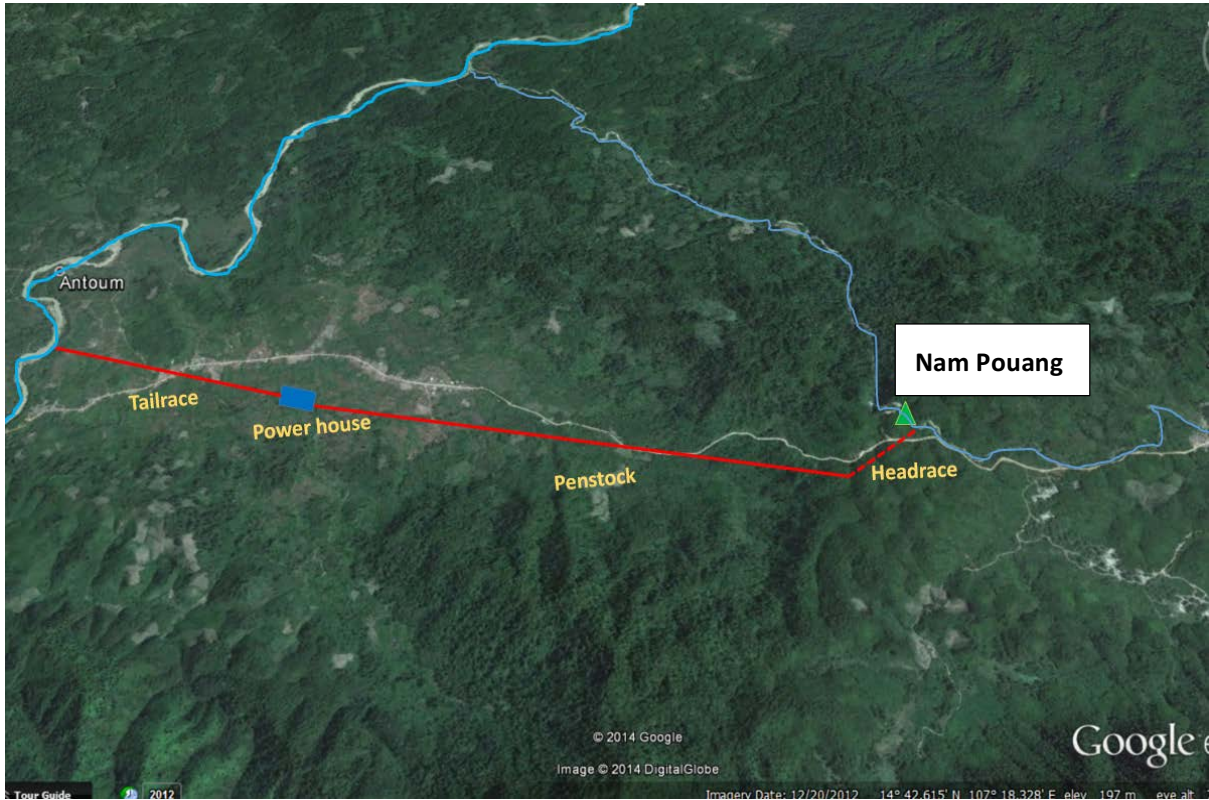 Antoum
Nam Pouang
Tailrace
Power house
Penstock
Headrace
© 2014 Google
Image © 2014 DigitalGlobe
Google e
Tour Guide
2012
Imagery Date: 12/20/2012 14° 42.615' N 107° 18.328' E elev 197 m eye alt